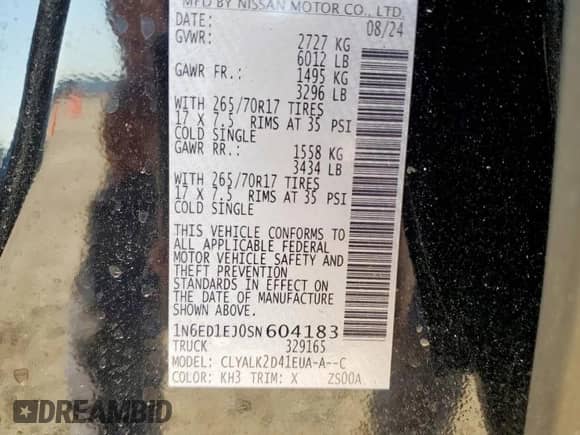 MFD BY NISSAN MOTOR CO., LTD.
08/24
GVWR: 2727 KG
6012 LB
GAWR FR.: 1495 KG
3296 LB
WITH 265/70R17 TIRES
17 X 7.5 RIMS AT 35 PSI
COLD SINGLE
GAWR RR.: 1558 KG
3434 LB
WITH 265/70R17 TIRES
17 X 7.5 RIMS AT 35 PSI
COLD SINGLE
THIS VEHICLE CONFORMS TO
ALL APPLICABLE FEDERAL
MOTOR VEHICLE SAFETY AND
THEFT PREVENTION
STANDARDS IN EFFECT ON
THE DATE OF MANUFACTURE
SHOWN ABOVE.
1N6ED1EJ0SN604183
TRUCK 329165
MODEL: CLYALK2D41EUA-A--C
COLOR: KH3 TRIM: X ZS00A
DREAMBID.COM